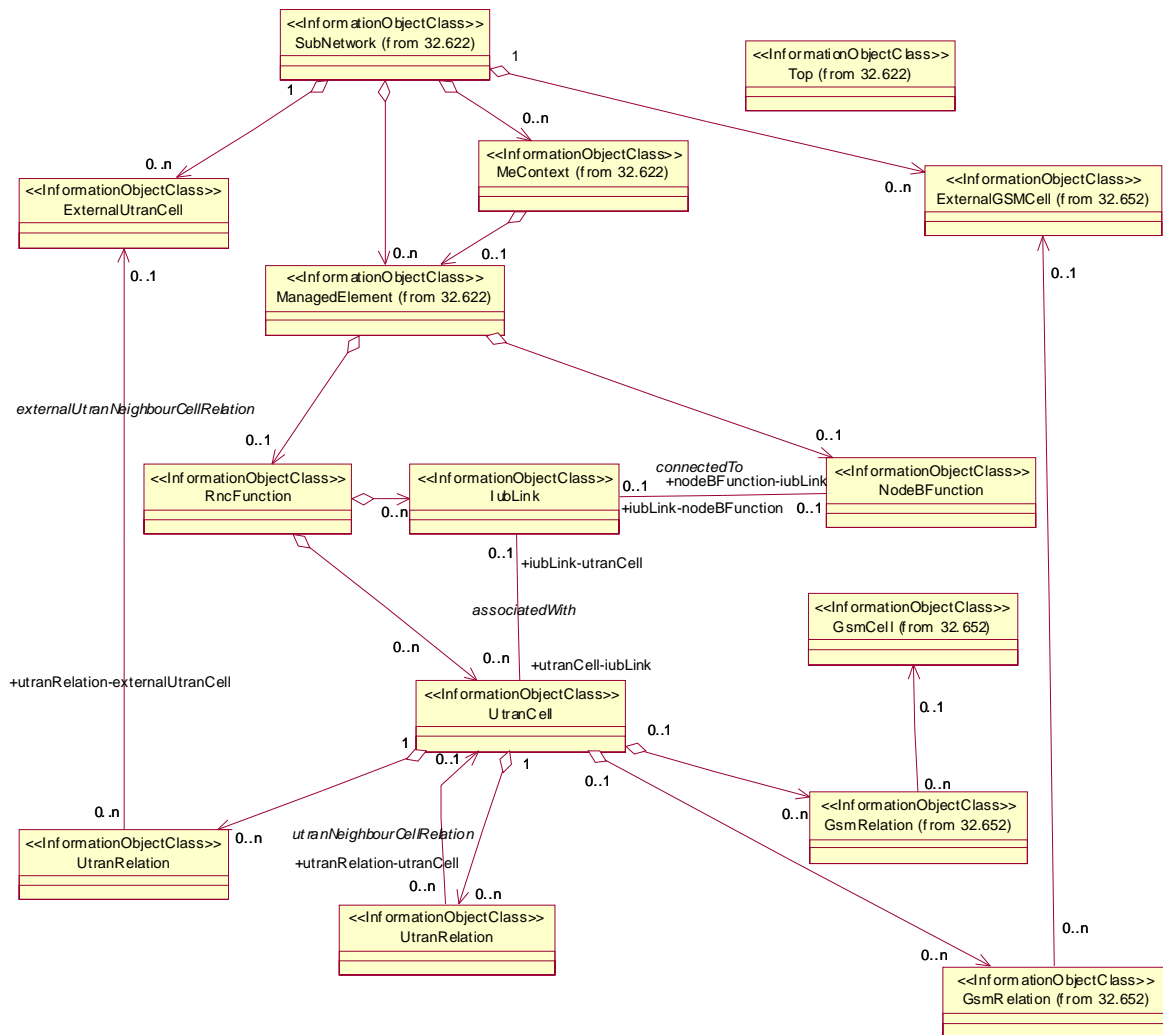 <<InformationObjectClass>>
SubNetwork (from 32.622)
1
1
<<InformationObjectClass>>
Top (from 32.622)
0..n
0..n
0..n
<<InformationObjectClass>>
MeContext (from 32.622)
<<InformationObjectClass>>
ExternalUtranCell
<<InformationObjectClass>>
ExternalGSMCell (from 32.652)
0..n
0..1
0..1
0..1
<<InformationObjectClass>>
ManagedElement (from 32.622)
externalUtranNeighbourCellRelation
0..1
0..1
<<InformationObjectClass>>
RncFunction
0..n
<<InformationObjectClass>>
IubLink
0..1
connectedTo
+nodeBFunction-iubLink
+iubLink-nodeBFunction
0..1
<<InformationObjectClass>>
NodeBFunction
0..1
+iubLink-utranCell
associatedWith
<<InformationObjectClass>>
GsmCell (from 32.652)
0..n
0..n
+utranCell-iubLink
+utranRelation-externalUtranCell
<<InformationObjectClass>>
UtranCell
0..1
1
0..1
1
0..1
0..1
0..n
0..n
0..n
0..n
<<InformationObjectClass>>
GsmRelation (from 32.652)
<<InformationObjectClass>>
UtranRelation
utranNeighbourCellRelation
+utranRelation-utranCell
0..n
0..n
<<InformationObjectClass>>
UtranRelation
0..n
0..n
<<InformationObjectClass>>
GsmRelation (from 32.652)